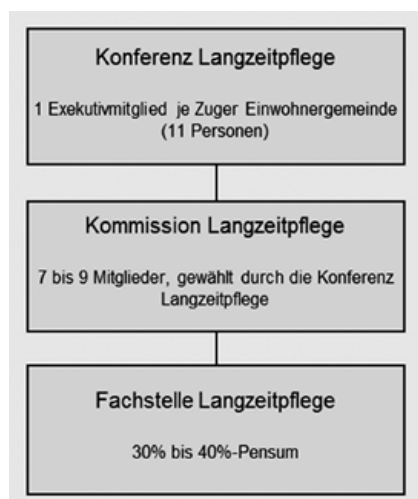 Konferenz Langzeitpflege
1 Exekutivmitglied je Zuger Einwohnergemeinde
(11 Personen)
Kommission Langzeitpflege
7 bis 9 Mitglieder, gewählt durch die Konferenz
Langzeitpflege
Fachstelle Langzeitpflege
30% bis 40%-Pensum